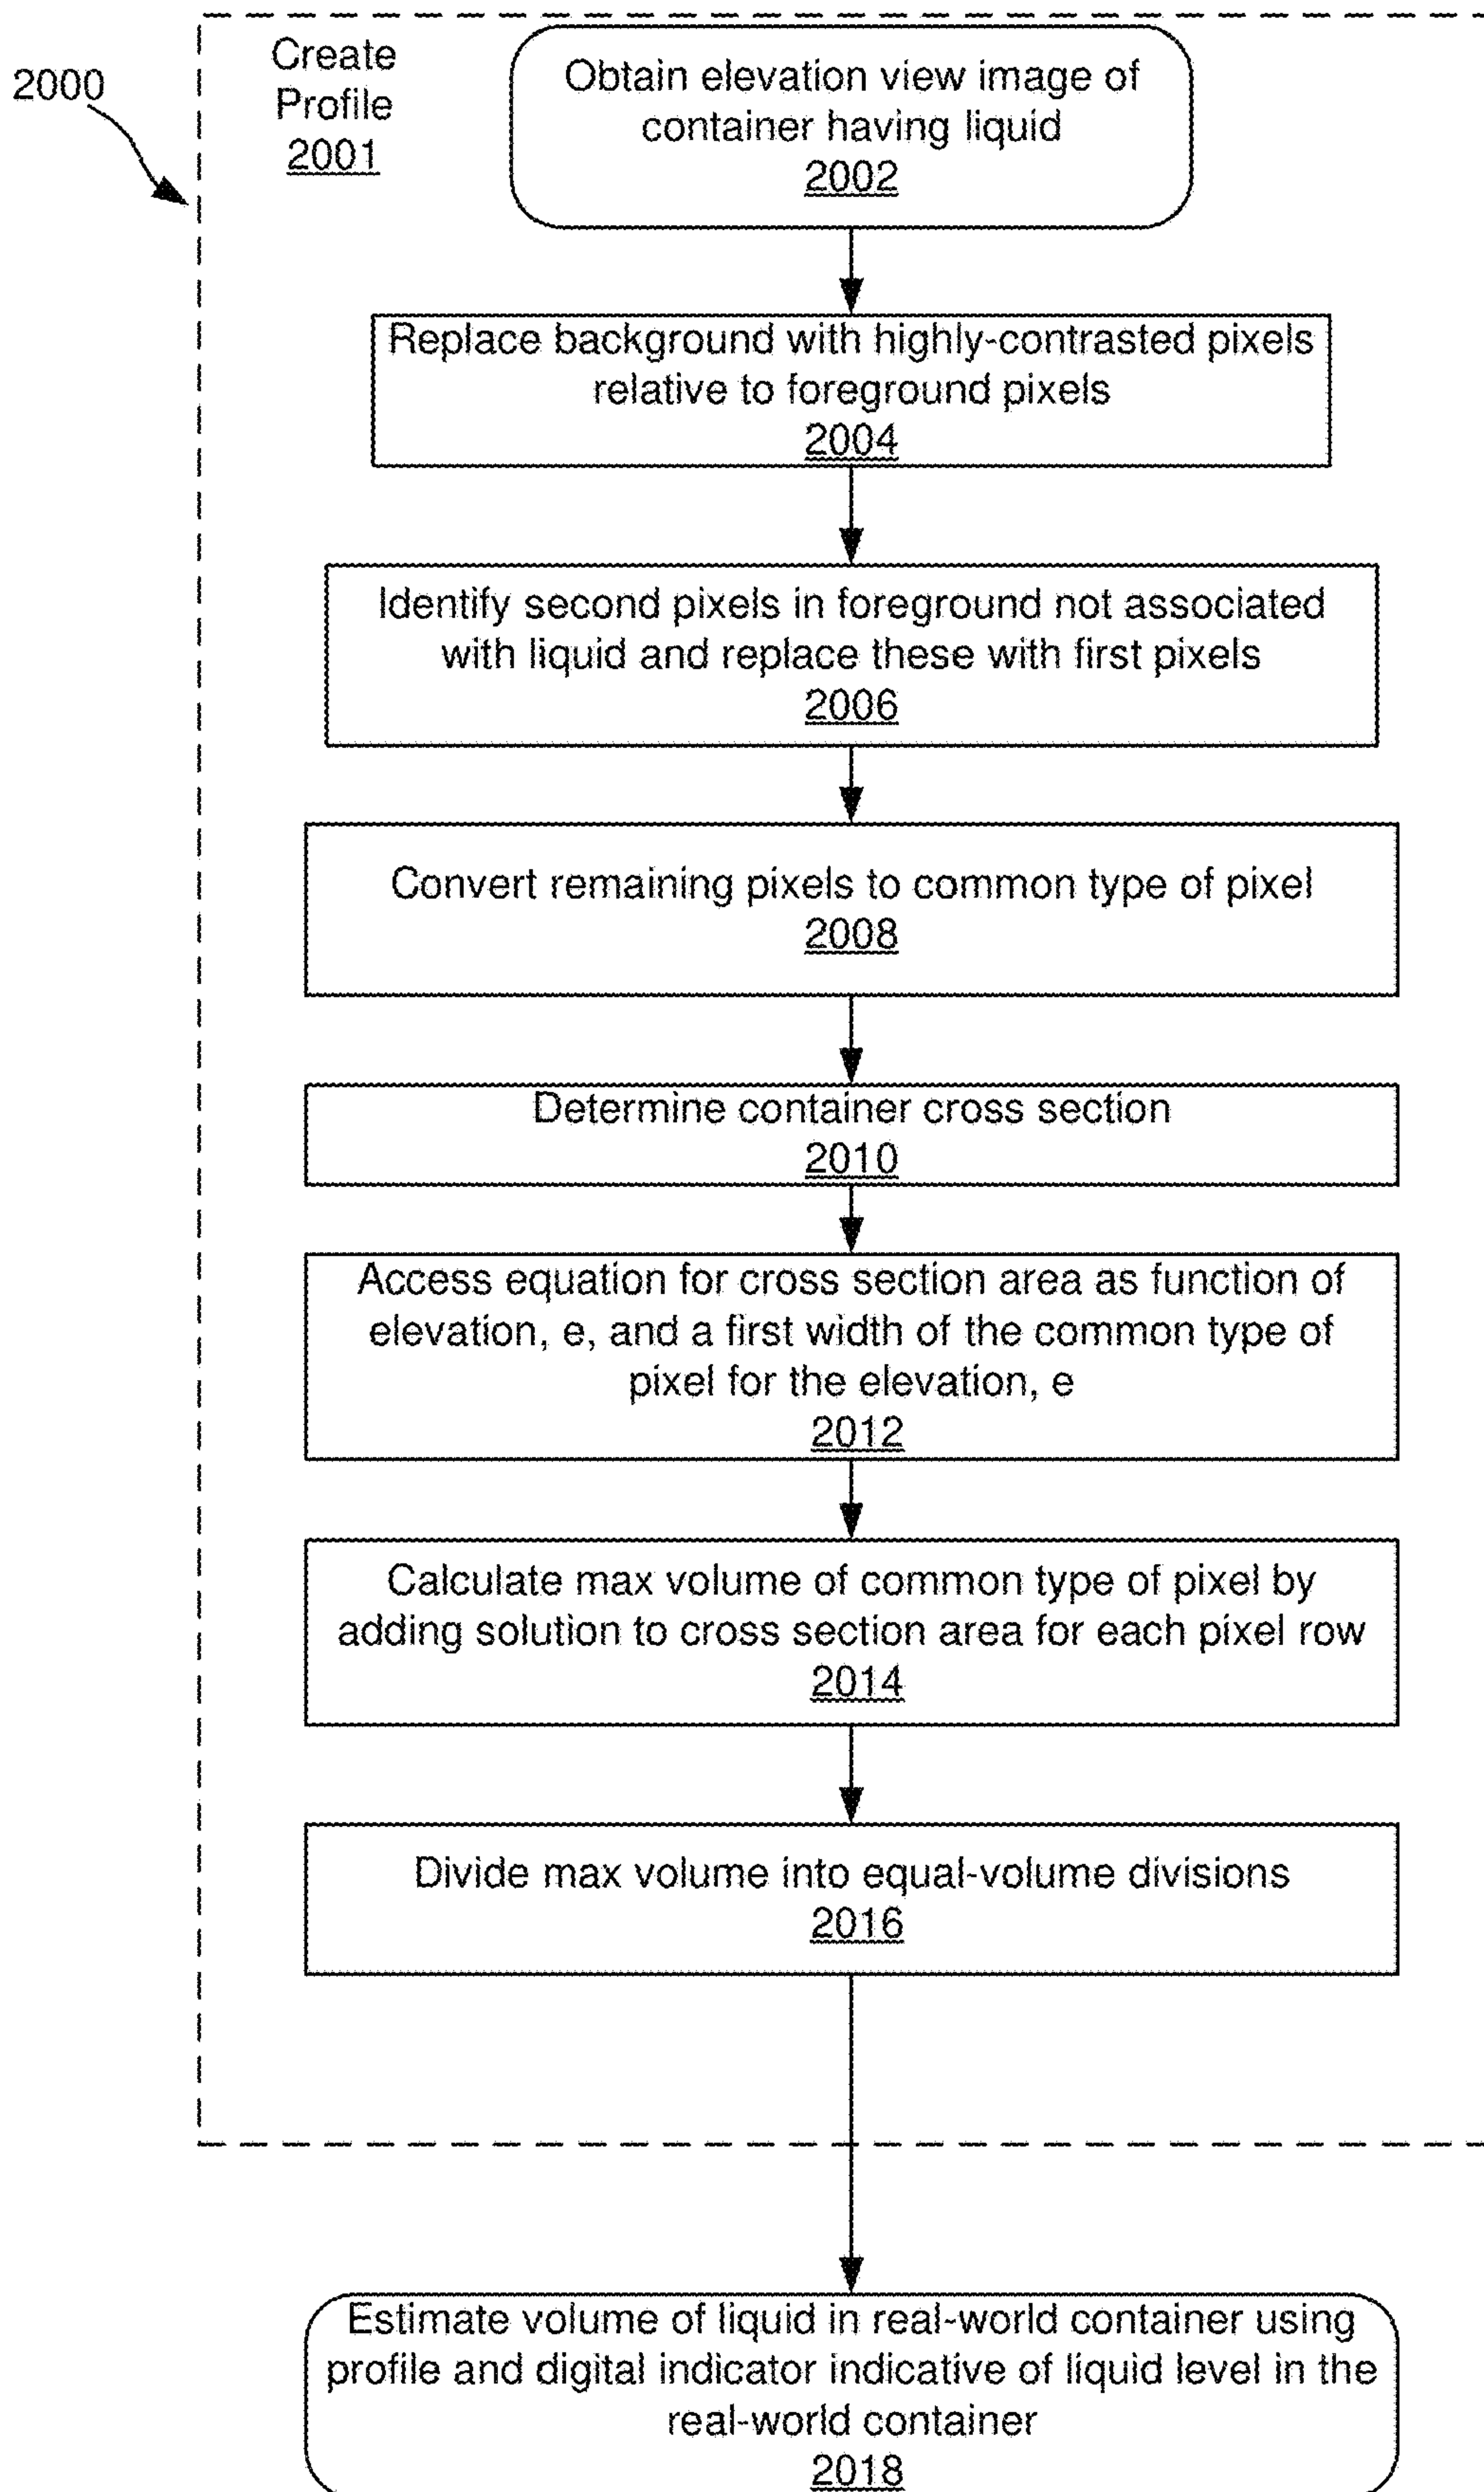 2000
Create
Profile
2001
Obtain elevation view image of
container having liquid
2002
Replace background with highly-contrasted pixels
relative to foreground pixels
2004
Identify second pixels in foreground not associated
with liquid and replace these with first pixels
2006
Convert remaining pixels to common type of pixel
2008
Determine container cross section
2010
Access equation for cross section area as function of
elevation, e, and a first width of the common type of
pixel for the elevation, e
2012
Calculate max volume of common type of pixel by
adding solution to cross section area for each pixel row
2014
Divide max volume into equal-volume divisions
2016
Estimate volume of liquid in real-world container using
profile and digital indicator indicative of liquid level in the
real-world container
2018